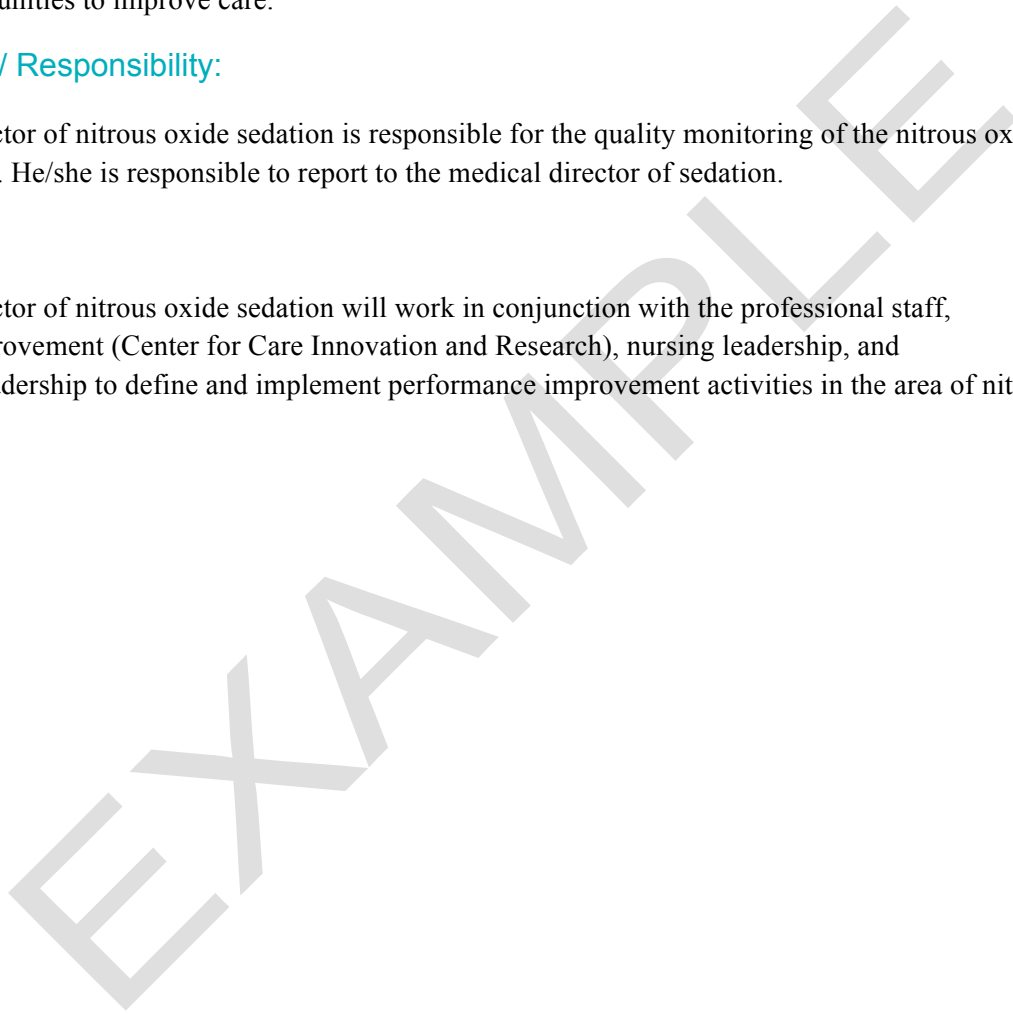 unities to improve care.
/ Responsibility:
ctor of nitrous oxide sedation is responsible for the quality monitoring of the nitrous ox
. He/she is responsible to report to the medical director of sedation.
ctor of nitrous oxide sedation will work in conjunction with the professional staff,
rovement (Center for Care Innovation and Research), nursing leadership, and
adership to define and implement performance improvement activities in the area of nit
EXAMPLE